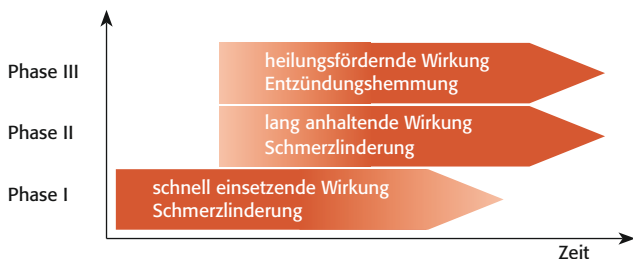 Phase III
heilungsfördernde Wirkung
Entzündungshemmung
Phase II
lang anhaltende Wirkung
Schmerzlinderung
Phase I
schnell einsetzende Wirkung
Schmerzlinderung
Zeit